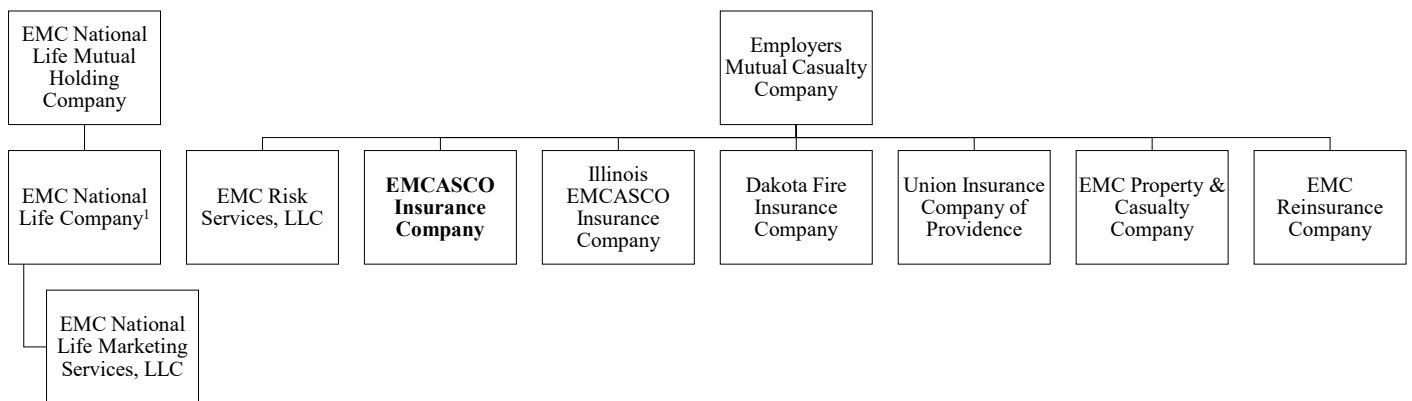 EMC National
Life Mutual
Holding
Company
Employers
Mutual Casualty
Company
EMC National
Life Company¹
EMC Risk
Services, LLC
EMCASCO
Insurance
Company
Illinois
EMCASCO
Insurance
Company
Dakota Fire
Insurance
Company
Union Insurance
Company of
Providence
EMC Property &
Casualty
Company
EMC
Reinsurance
Company
EMC National
Life Marketing
Services, LLC